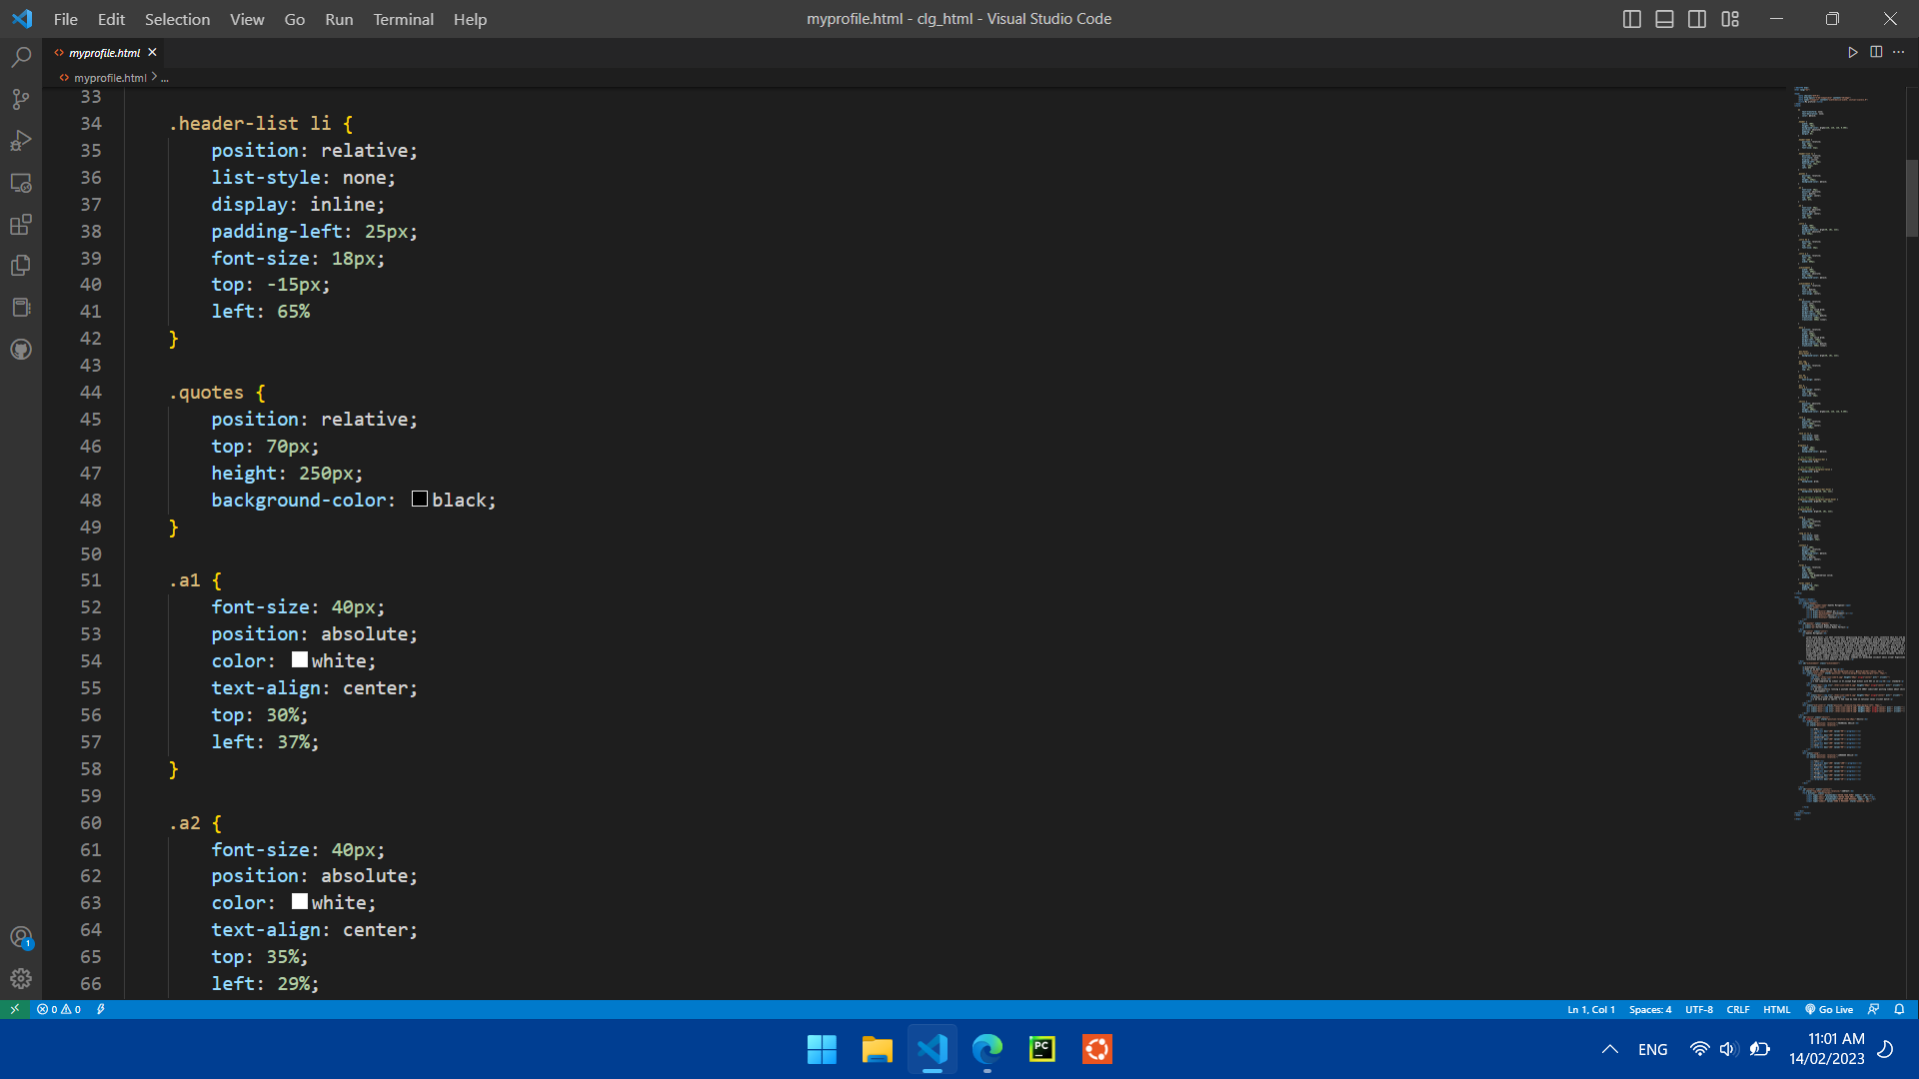 File Edit Selection View Go Run Terminal Help
myprofile.html - clg_html - Visual Studio Code
myprofile.html
myprofile.html > ...
33
34 .header-list li {
35 position: relative;
36 list-style: none;
37 display: inline;
38 padding-left: 25px;
39 font-size: 18px;
40 top: -15px;
41 left: 65%
42 }
43
44 .quotes {
45 position: relative;
46 top: 70px;
47 height: 250px;
48 background-color: black;
49 }
50
51 .a1 {
52 font-size: 40px;
53 position: absolute;
54 color: white;
55 text-align: center;
56 top: 30%;
57 left: 37%;
58 }
59
60 .a2 {
61 font-size: 40px;
62 position: absolute;
63 color: white;
64 text-align: center;
65 top: 35%;
66 left: 29%;
1
0 0 Ln 1, Col 1 Spaces: 4 UTF-8 CRLF HTML Go Live
PC
ENG
11:01 AM
14/02/2023